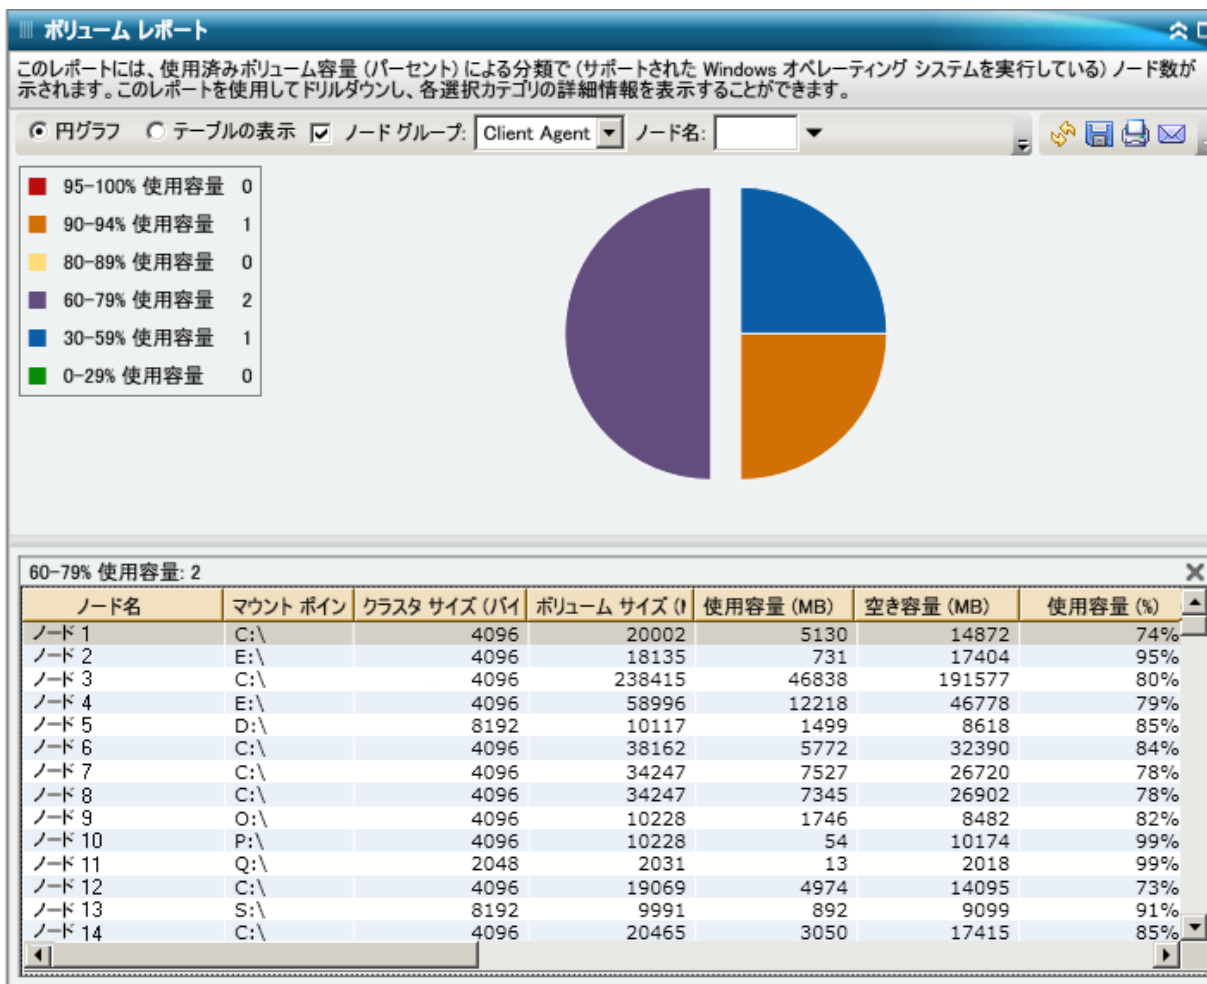 ボリューム レポート
このレポートには、使用済みボリューム容量 (パーセント) による分類で (サポートされた Windows オペレーティング システムを実行している) ノード数が
示されます。このレポートを使用してドリルダウンし、各選択カテゴリの詳細情報を表示することができます。
円グラフ テーブルの表示 ノード グループ: Client Agent ノード名:
95-100% 使用容量 0
90-94% 使用容量 1
80-89% 使用容量 0
60-79% 使用容量 2
30-59% 使用容量 1
0-29% 使用容量 0
60-79% 使用容量: 2
ノード名 マウント ポイン クラスタ サイズ (バイ ボリューム サイズ (M 使用容量 (MB) 空き容量 (MB) 使用容量 (%)
ノード 1 C:\ 4096 20002 5130 14872 74%
ノード 2 E:\ 4096 18135 731 17404 95%
ノード 3 C:\ 4096 238415 46838 191577 80%
ノード 4 E:\ 4096 58996 12218 46778 79%
ノード 5 D:\ 8192 10117 1499 8618 85%
ノード 6 C:\ 4096 38162 5772 32390 84%
ノード 7 C:\ 4096 34247 7527 26720 78%
ノード 8 C:\ 4096 34247 7345 26902 78%
ノード 9 O:\ 4096 10228 1746 8482 82%
ノード 10 P:\ 4096 10228 54 10174 99%
ノード 11 Q:\ 2048 2031 13 2018 99%
ノード 12 C:\ 4096 19069 4974 14095 73%
ノード 13 S:\ 8192 9991 892 9099 91%
ノード 14 C:\ 4096 20465 3050 17415 85%